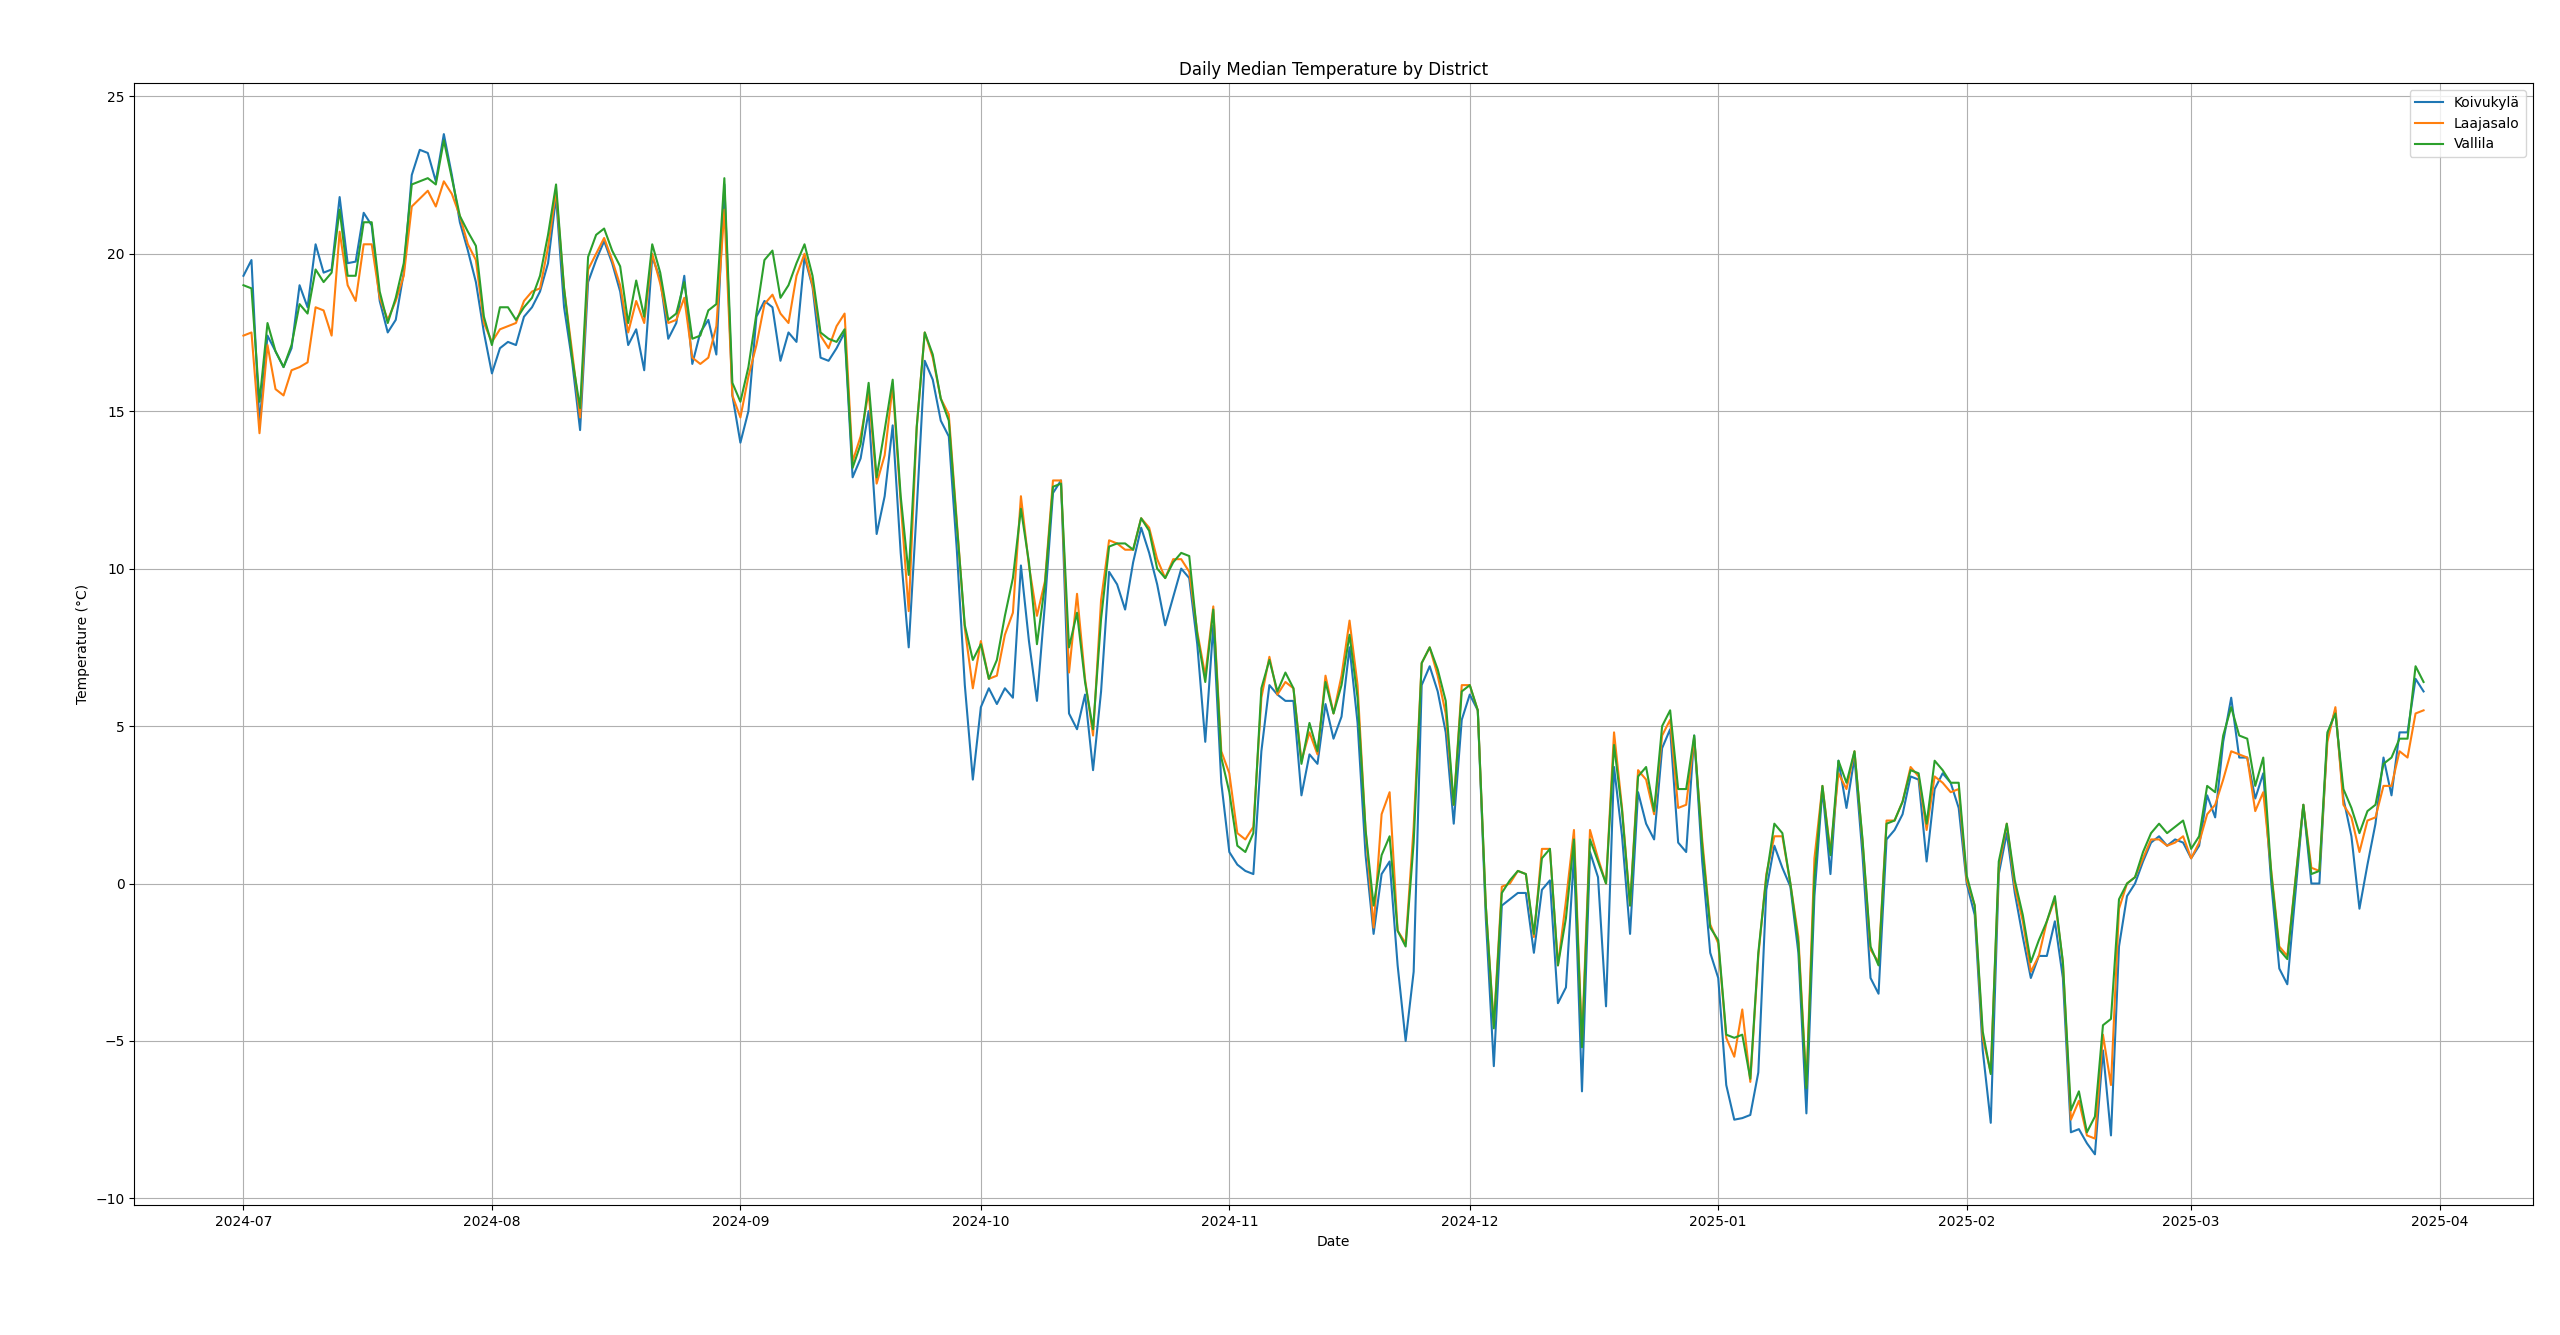 Daily Median Temperature by District
Koivukylä
Laajasalo
Vallila
Temperature (°C)
25
20
15
10
5
0
−5
−10
2024-07 2024-08 2024-09 2024-10 2024-11 2024-12 2025-01 2025-02 2025-03 2025-04
Date